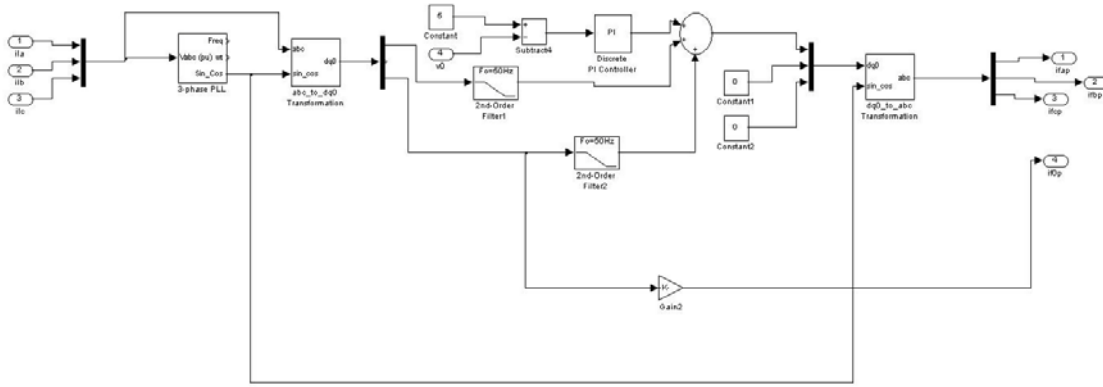 1
ila
2
ilb
3
ilc
Freq
Vabc (pu) wt
Sin_Cos
3-phase PLL
abc
dq0
sin_cos
abc_to_dq0
Transformation
6
Constant
4
v0
Subtract4
PI
Discrete
PI Controller
Fo=50Hz
2nd-Order
Filter1
Fo=50Hz
2nd-Order
Filter2
0
Constant1
0
Constant2
dq0
abc
sin_cos
dq0_to_abc
Transformation
1
ifap
2
ifbp
3
ifcp
4
if0p
K-
Gain2